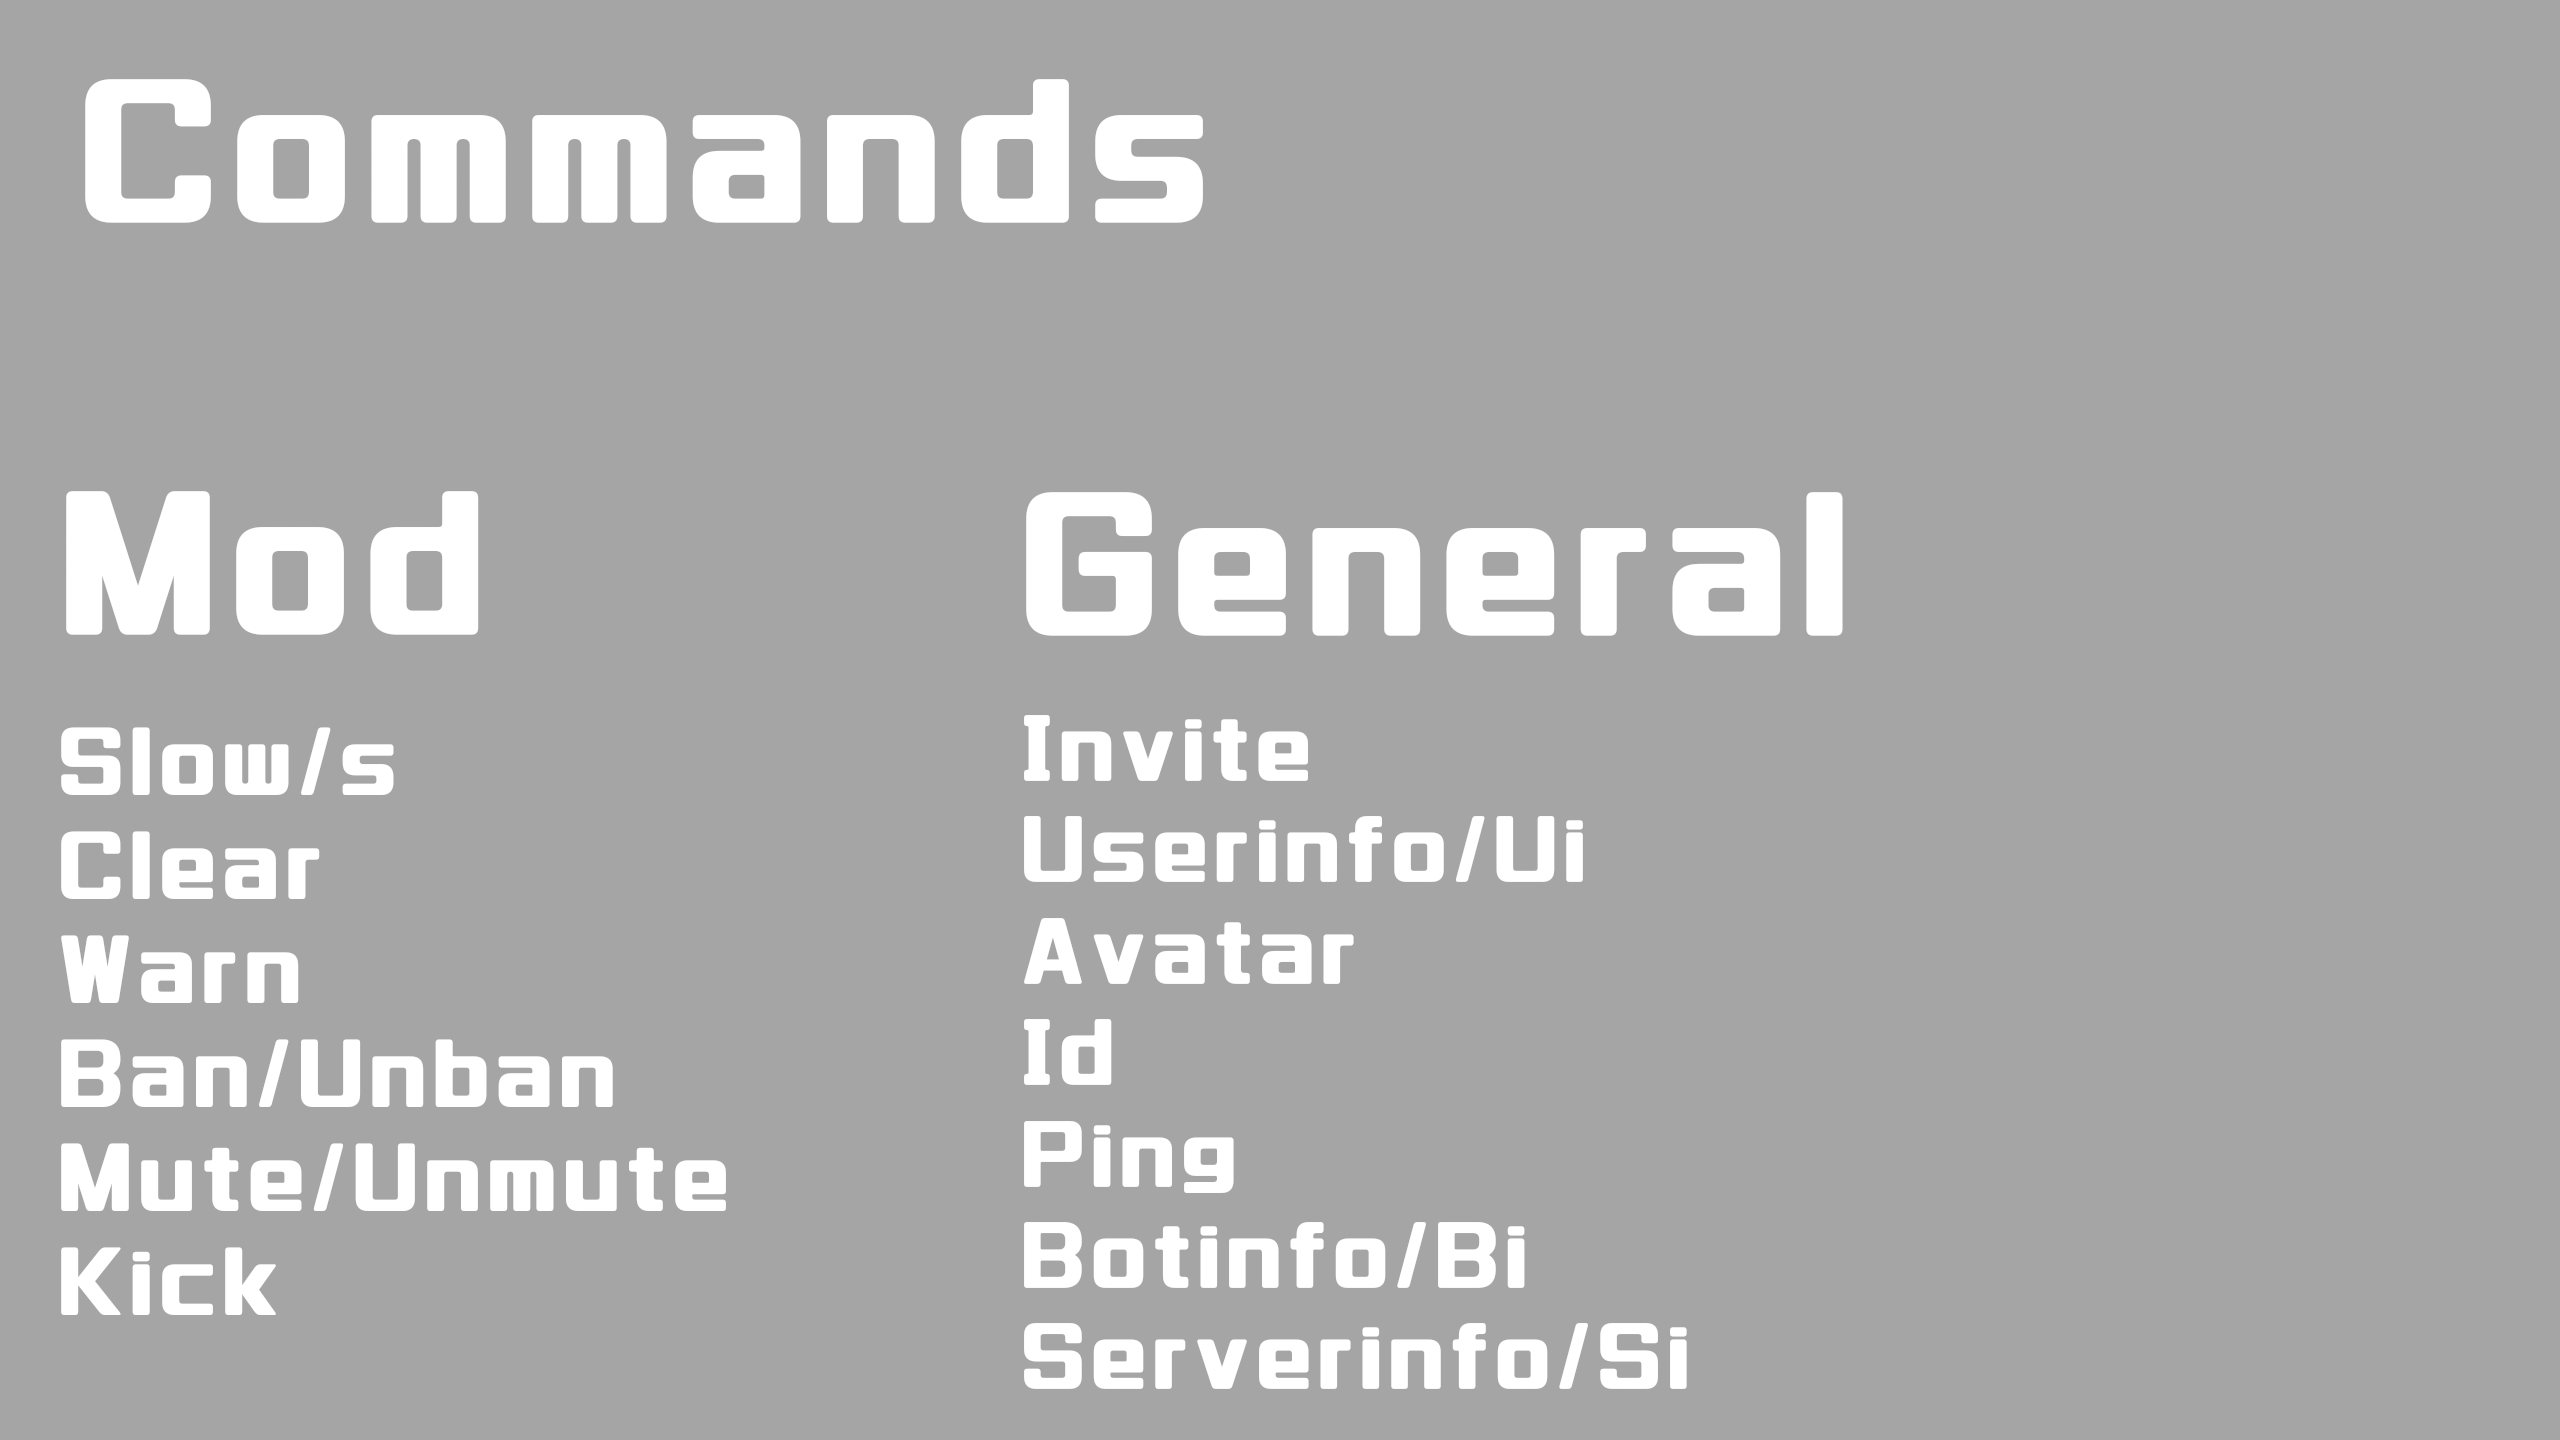 Commands
Mod
Slow/s
Clear
Warn
Ban/Unban
Mute/Unmute
Kick
General
Invite
Userinfo/Ui
Avatar
Id
Ping
Botinfo/Bi
Serverinfo/Si